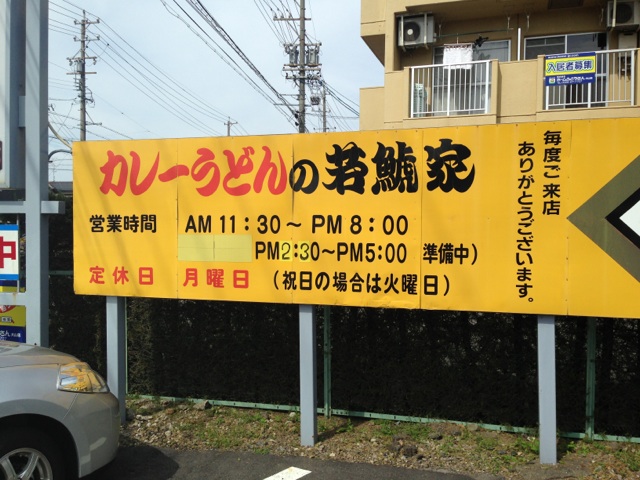 カレーうどんの若鯱家
営業時間 AM 11:30～PM 8:00
PM2:30～PM5:00 準備中)
定休日 月曜日 (祝日の場合は火曜日)
毎度ご来店
ありがとうございます。
入居者募集
中